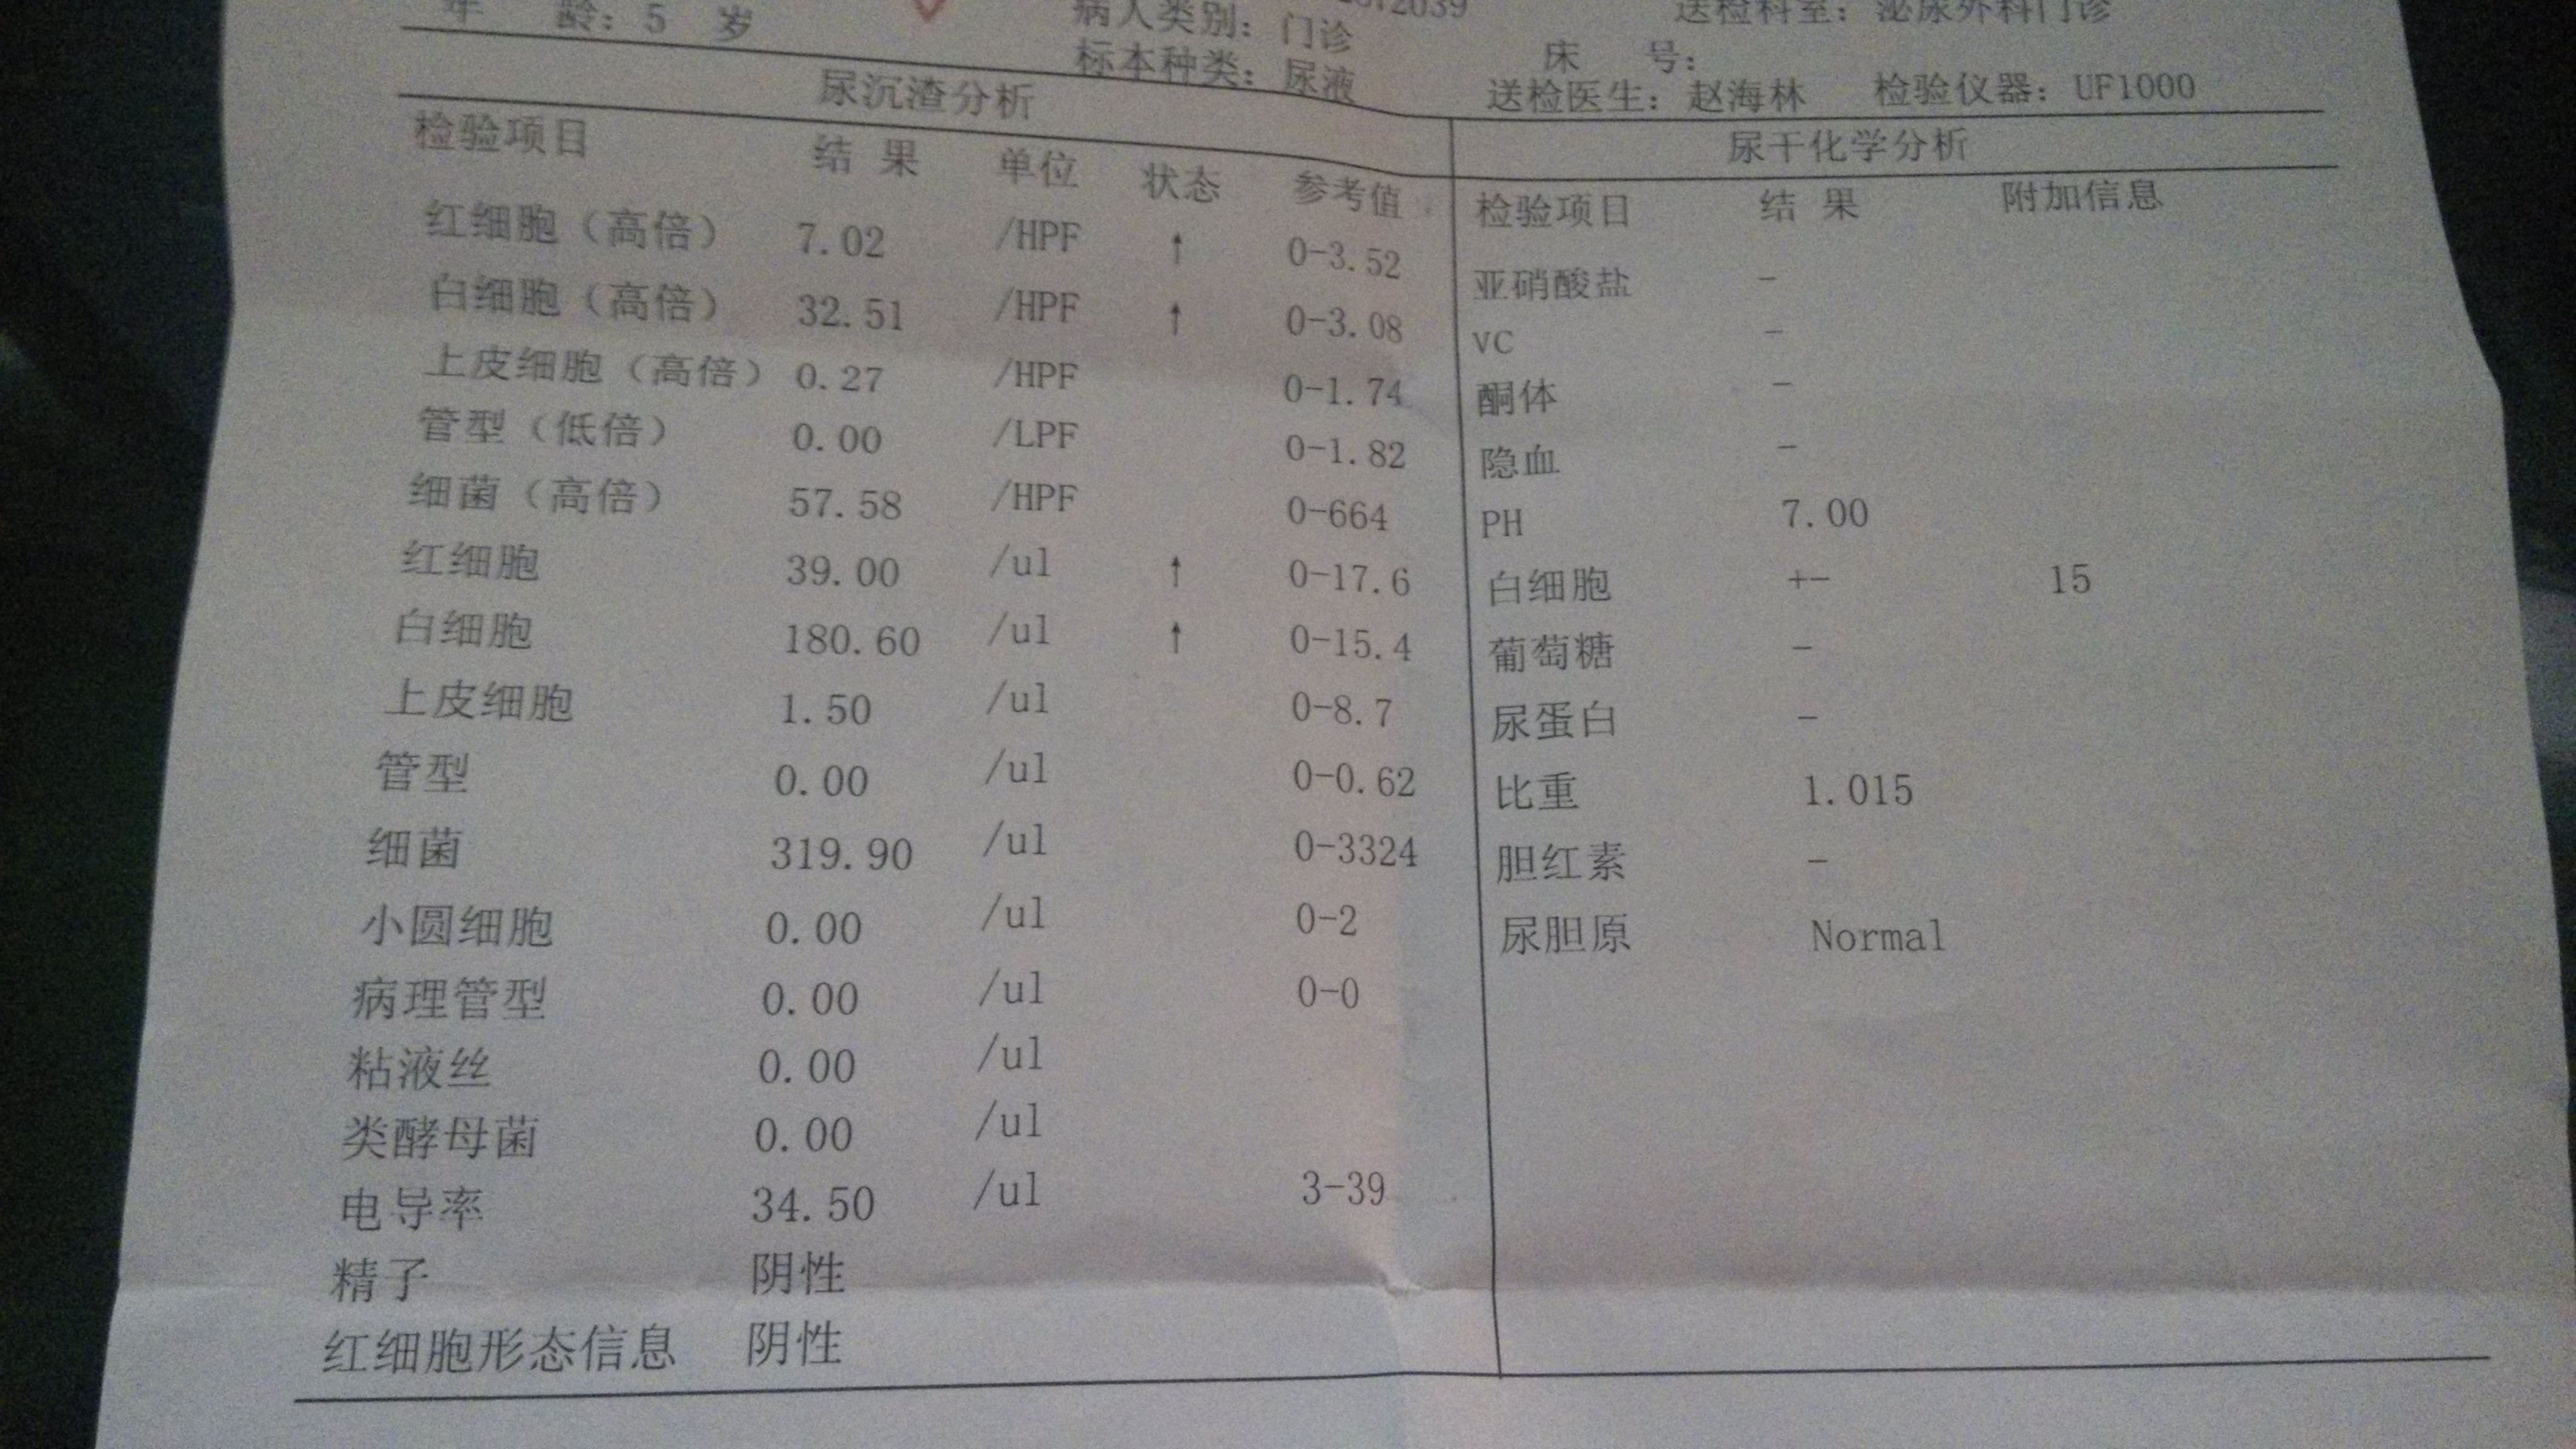 年 龄: 5 岁
病人类别: 门诊
送检科室: 泌尿外科门诊
标本种类: 尿液
床 号:
送检医生: 赵海林 检验仪器: UF1000
尿沉渣分析
检验项目 结果 单位 状态 参考值
红细胞(高倍) 7.02 /HPF ↑ 0-3.52
白细胞(高倍) 32.51 /HPF ↑ 0-3.08
上皮细胞(高倍) 0.27 /HPF 0-1.74
管型(低倍) 0.00 /LPF 0-1.82
细菌(高倍) 57.58 /HPF 0-664
红细胞 39.00 /ul ↑ 0-17.6
白细胞 180.60 /ul ↑ 0-15.4
上皮细胞 1.50 /ul 0-8.7
管型 0.00 /ul 0-0.62
细菌 319.90 /ul 0-3324
小圆细胞 0.00 /ul 0-2
病理管型 0.00 /ul 0-0
粘液丝 0.00 /ul
类酵母菌 0.00 /ul
电导率 34.50 /ul 3-39
精子 阴性
红细胞形态信息 阴性
尿干化学分析
检验项目 结果 附加信息
亚硝酸盐 -
VC -
酮体 -
隐血 -
PH 7.00
白细胞 +- 15
葡萄糖 -
尿蛋白 -
比重 1.015
胆红素 -
尿胆原 Normal